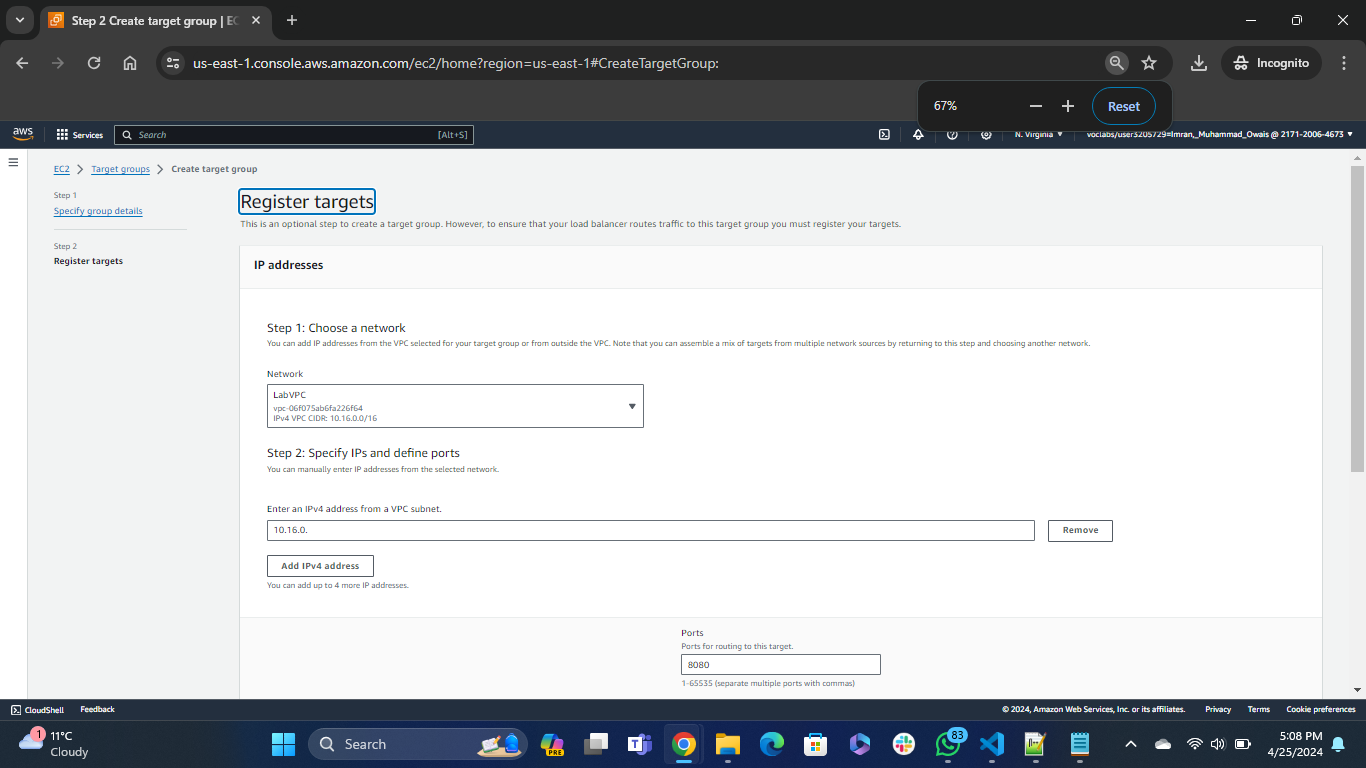 Step 2 Create target group | EC
us-east-1.console.aws.amazon.com/ec2/home?region=us-east-1#CreateTargetGroup:
Incognito
67%
Reset
aws
Services
Search
[Alt+S]
N. Virginia
voclabs/user3205729=Imran,_Muhammad_Owais @ 2171-2006-4673
EC2
Target groups
Create target group
Step 1
Specify group details
Step 2
Register targets
Register targets
This is an optional step to create a target group. However, to ensure that your load balancer routes traffic to this target group you must register your targets.
IP addresses
Step 1: Choose a network
You can add IP addresses from the VPC selected for your target group or from outside the VPC. Note that you can assemble a mix of targets from multiple network sources by returning to this step and choosing another network.
Network
LabVPC
vpc-06f075ab6fa226f64
IPv4 VPC CIDR: 10.16.0.0/16
Step 2: Specify IPs and define ports
You can manually enter IP addresses from the selected network.
Enter an IPv4 address from a VPC subnet.
10.16.0.
Remove
Add IPv4 address
You can add up to 4 more IP addresses.
Ports
Ports for routing to this target.
8080
1-65535 (separate multiple ports with commas)
CloudShell
Feedback
© 2024, Amazon Web Services, Inc. or its affiliates.
Privacy
Terms
Cookie preferences
1
11°C
Cloudy
Search
PRE
83
5:08 PM
4/25/2024